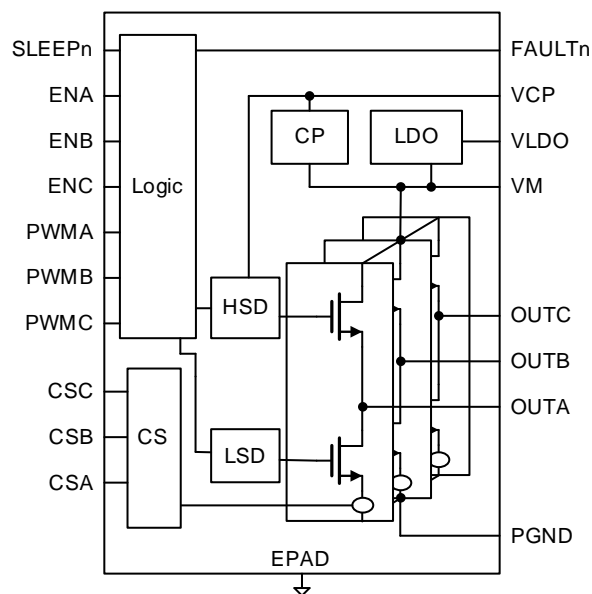 SLEEPn
FAULTn
ENA
VCP
CP
LDO
ENB
VLDO
ENC
Logic
VM
PWMA
PWMB
HSD
PWMC
OUTC
OUTB
CSC
OUTA
CSB
CS
LSD
CSA
PGND
EPAD